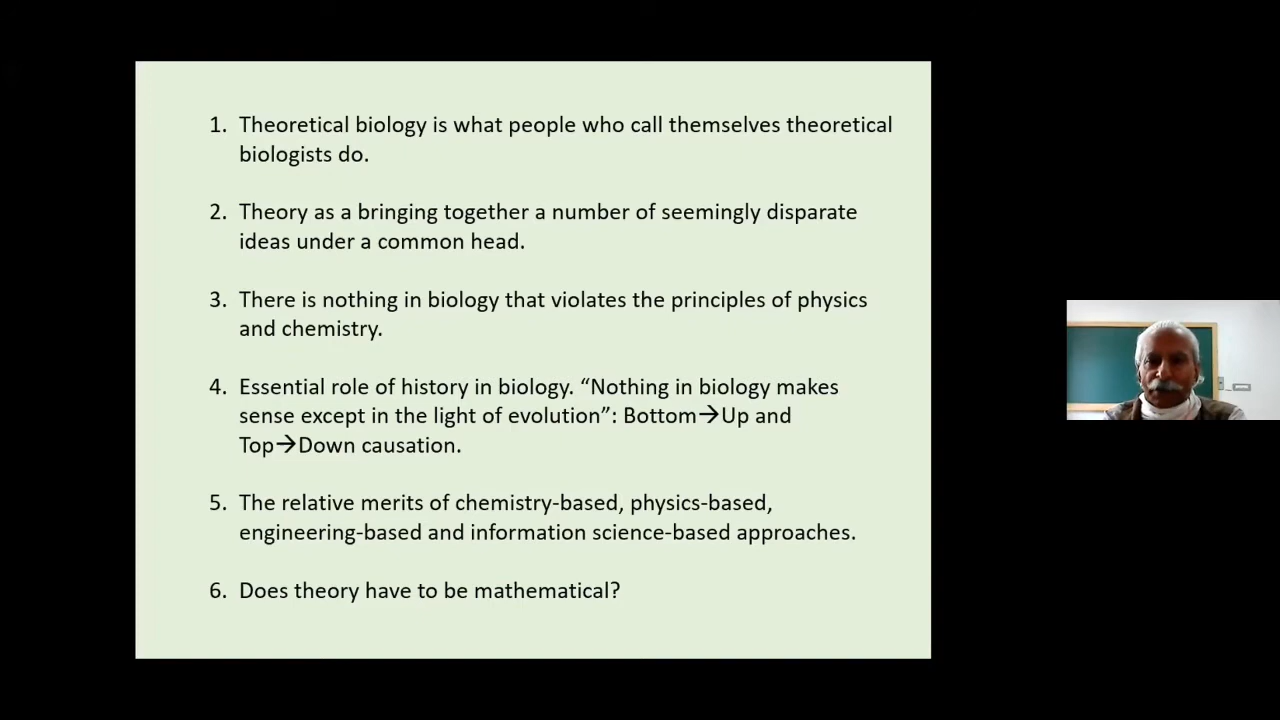 1. Theoretical biology is what people who call themselves theoretical
biologists do.
2. Theory as a bringing together a number of seemingly disparate
ideas under a common head.
3. There is nothing in biology that violates the principles of physics
and chemistry.
4. Essential role of history in biology. “Nothing in biology makes
sense except in the light of evolution”: Bottom→Up and
Top→Down causation.
5. The relative merits of chemistry-based, physics-based,
engineering-based and information science-based approaches.
6. Does theory have to be mathematical?